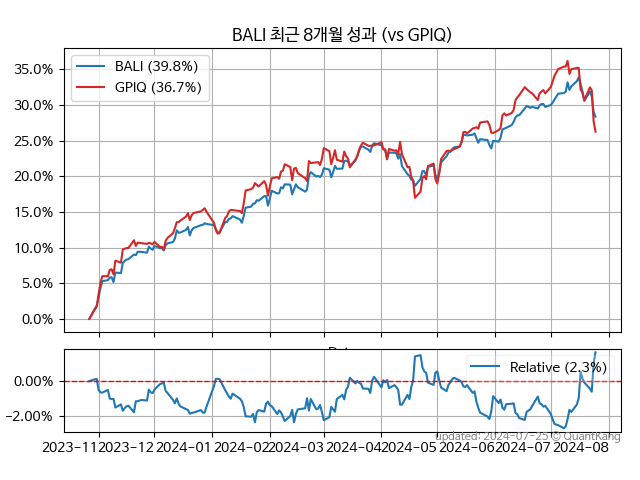 BALI 최근 8개월 성과 (vs GPIQ)
BALI (39.8%)
GPIQ (36.7%)
35.0%
30.0%
25.0%
20.0%
15.0%
10.0%
5.0%
0.0%
Relative (2.3%)
0.00%
−2.00%
2023−11 2023−12 2024−01 2024−02 2024−03 2024−04 2024−05 2024−06 2024−07 2024−08
updated: 2024-07-25 © QuantKang